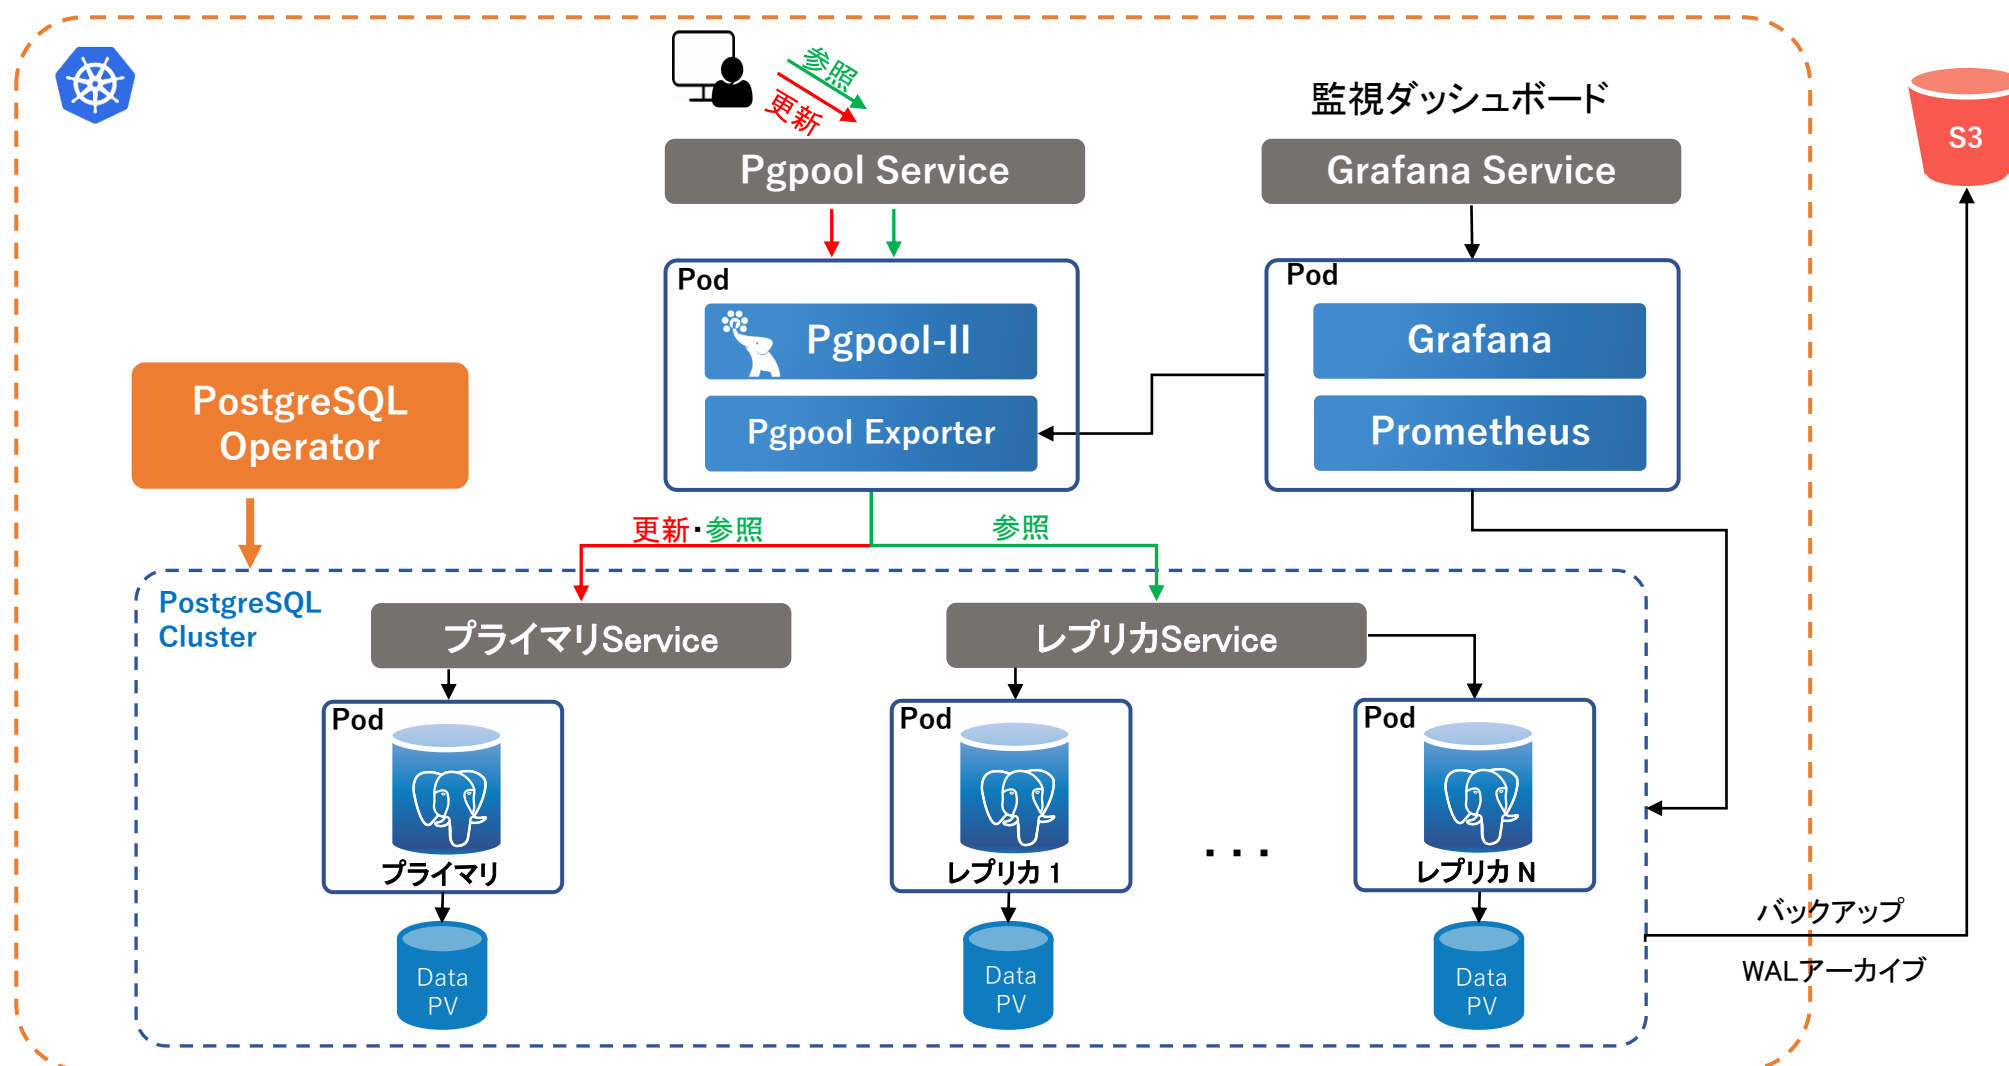 参照
更新
監視ダッシュボード
S3
Pgpool Service
Grafana Service
Pod
Pgpool-II
Pgpool Exporter
Pod
Grafana
Prometheus
PostgreSQL
Operator
更新・参照
参照
PostgreSQL
Cluster
プライマリService
レプリカService
Pod
プライマリ
Pod
レプリカ 1
・・・
Pod
レプリカ N
Data
PV
Data
PV
Data
PV
バックアップ
WALアーカイブ